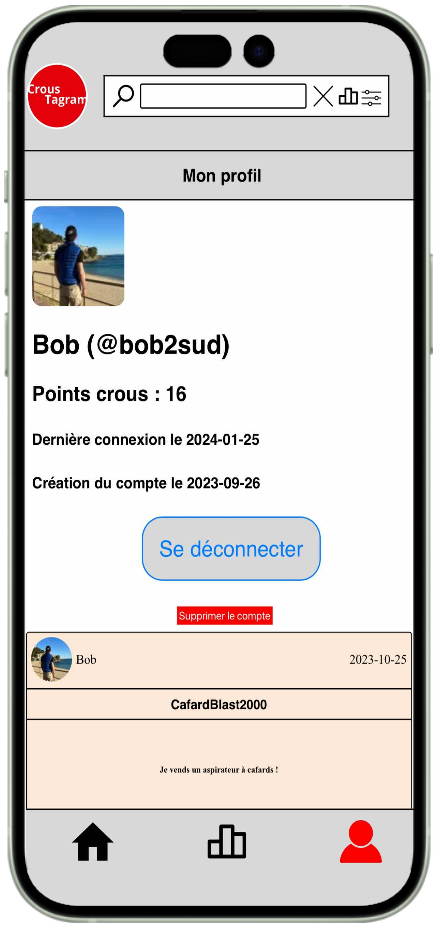 Crous
Tagram
Mon profil
Bob (@bob2sud)
Points crous : 16
Dernière connexion le 2024-01-25
Création du compte le 2023-09-26
Se déconnecter
Supprimer le compte
Bob 2023-10-25
CafardBlast2000
Je vends un aspirateur à cafards !